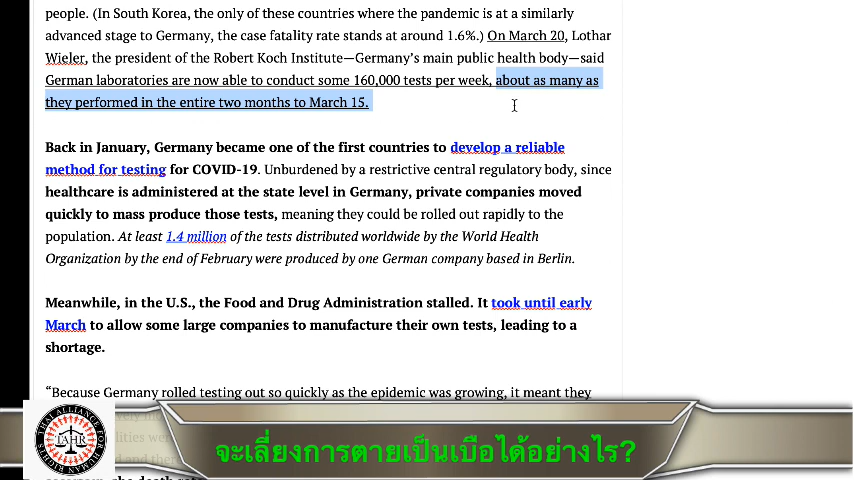 people. (In South Korea, the only of these countries where the pandemic is at a similarly
advanced stage to Germany, the case fatality rate stands at around 1.6%.) On March 20, Lothar
Wieler, the president of the Robert Koch Institute—Germany’s main public health body—said
German laboratories are now able to conduct some 160,000 tests per week, about as many as
they performed in the entire two months to March 15.
Back in January, Germany became one of the first countries to develop a reliable
method for testing for COVID-19. Unburdened by a restrictive central regulatory body, since
healthcare is administered at the state level in Germany, private companies moved
quickly to mass produce those tests, meaning they could be rolled out rapidly to the
population. At least 1.4 million of the tests distributed worldwide by the World Health
Organization by the end of February were produced by one German company based in Berlin.
Meanwhile, in the U.S., the Food and Drug Administration stalled. It took until early
March to allow some large companies to manufacture their own tests, leading to a
shortage.
“Because Germany rolled testing out so quickly as the epidemic was growing, it meant they
THAI ALLIANCE FOR HUMAN RIGHTS
TAHR
จะเลี่ยงการตายเป็นเบือได้อย่างไร?